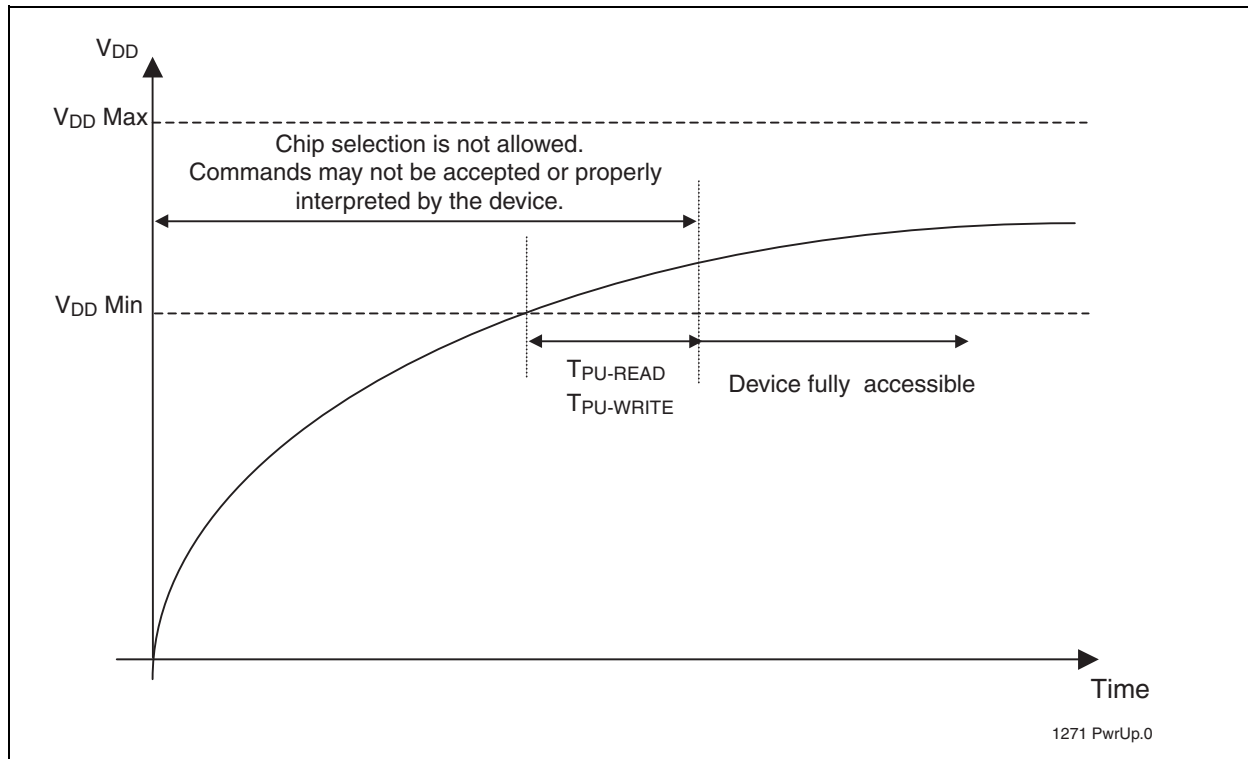 VDD
VDD Max
Chip selection is not allowed.
Commands may not be accepted or properly
interpreted by the device.
VDD Min
TPU-READ
TPU-WRITE
Device fully accessible
Time
1271 PwrUp.0